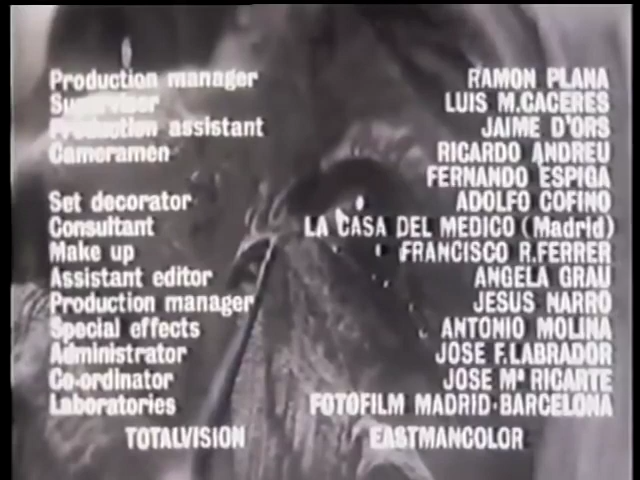 Production manager RAMON PLANA
Supervisor LUIS M.CACERES
Production assistant JAIME D'ORS
Cameramen RICARDO ANDREU
FERNANDO ESPIGA
Set decorator ADOLFO COFINO
Consultant LA CASA DEL MEDICO (Madrid)
Make up FRANCISCO R.FERRER
Assistant editor ANGELA GRAU
Production manager JESUS NARRO
Special effects ANTONIO MOLINA
Administrator JOSE F.LABRADOR
Co-ordinator JOSE Mª RICARTE
Laboratories FOTOFILM MADRID-BARCELONA
TOTALVISION EASTMANCOLOR